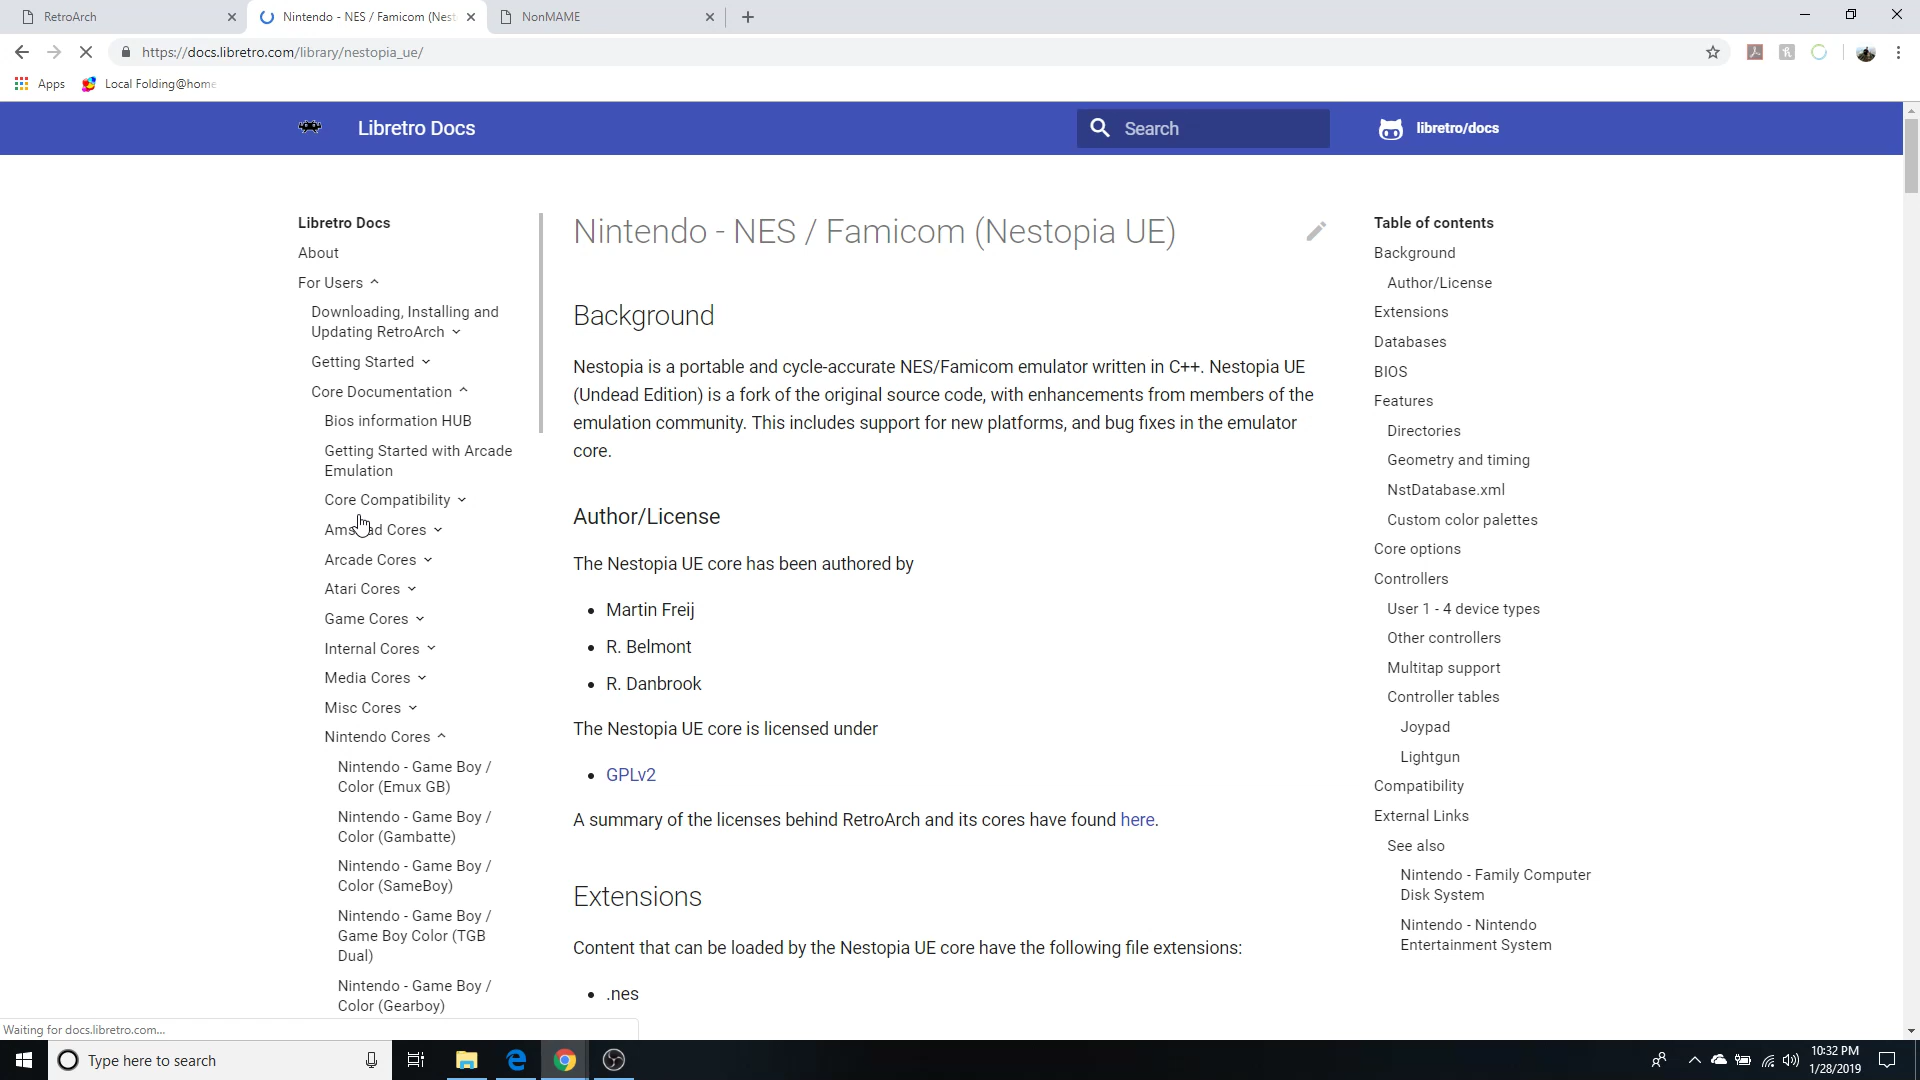 RetroArch
Nintendo - NES / Famicom (Nest
NonMAME
https://docs.libretro.com/library/nestopia_ue/
Apps
Local Folding@home
Libretro Docs
Search
libretro/docs
Libretro Docs
About
For Users
Downloading, Installing and
Updating RetroArch
Getting Started
Core Documentation
Bios information HUB
Getting Started with Arcade
Emulation
Core Compatibility
Cores
Arcade Cores
Atari Cores
Game Cores
Internal Cores
Media Cores
Misc Cores
Nintendo Cores
Nintendo - Game Boy /
Color (Emux GB)
Nintendo - Game Boy /
Color (Gambatte)
Nintendo - Game Boy /
Color (SameBoy)
Nintendo - Game Boy /
Game Boy Color (TGB
Dual)
Nintendo - Game Boy /
Color (Gearboy)
Nintendo - NES / Famicom (Nestopia UE)
Background
Nestopia is a portable and cycle-accurate NES/Famicom emulator written in C++. Nestopia UE
(Undead Edition) is a fork of the original source code, with enhancements from members of the
emulation community. This includes support for new platforms, and bug fixes in the emulator
core.
Author/License
The Nestopia UE core has been authored by
• Martin Freij
• R. Belmont
• R. Danbrook
The Nestopia UE core is licensed under
• GPLv2
A summary of the licenses behind RetroArch and its cores have found here.
Extensions
Content that can be loaded by the Nestopia UE core have the following file extensions:
• .nes
Table of contents
Background
Author/License
Extensions
Databases
BIOS
Features
Directories
Geometry and timing
NstDatabase.xml
Custom color palettes
Core options
Controllers
User 1 - 4 device types
Other controllers
Multitap support
Controller tables
Joypad
Lightgun
Compatibility
External Links
See also
Nintendo - Family Computer
Disk System
Nintendo - Nintendo
Entertainment System
Waiting for docs.libretro.com...
Type here to search
10:32 PM
1/28/2019